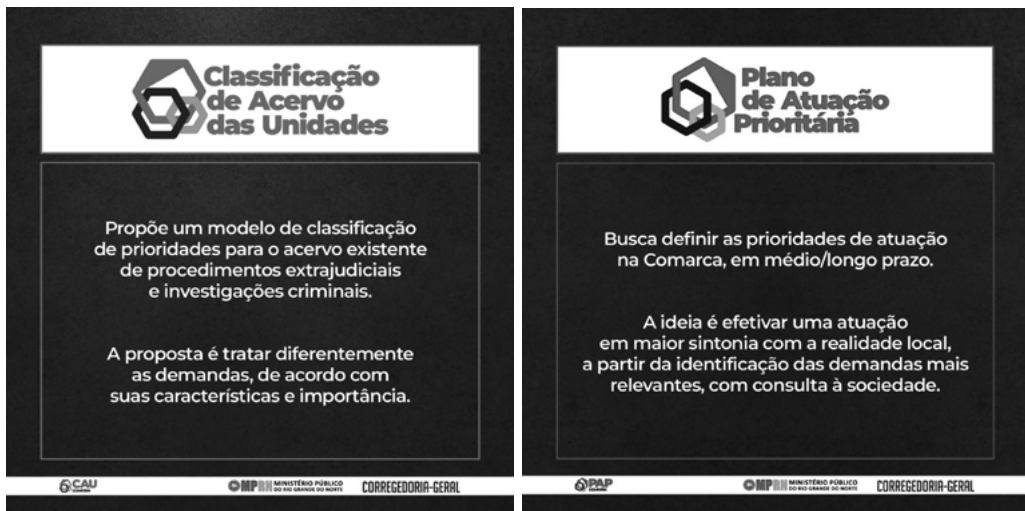 Classificação
de Acervo
das Unidades
Propõe um modelo de classificação
de prioridades para o acervo existente
de procedimentos extrajudiciais
e investigações criminais.
A proposta é tratar diferentemente
as demandas, de acordo com
suas características e importância.
CAU
MPRN MINISTÉRIO PÚBLICO
DO RIO GRANDE DO NORTE
CORREGEDORIA-GERAL
Plano
de Atuação
Prioritária
Busca definir as prioridades de atuação
na Comarca, em médio/longo prazo.
A ideia é efetivar uma atuação
em maior sintonia com a realidade local,
a partir da identificação das demandas mais
relevantes, com consulta à sociedade.
PAP
MPRN MINISTÉRIO PÚBLICO
DO RIO GRANDE DO NORTE
CORREGEDORIA-GERAL